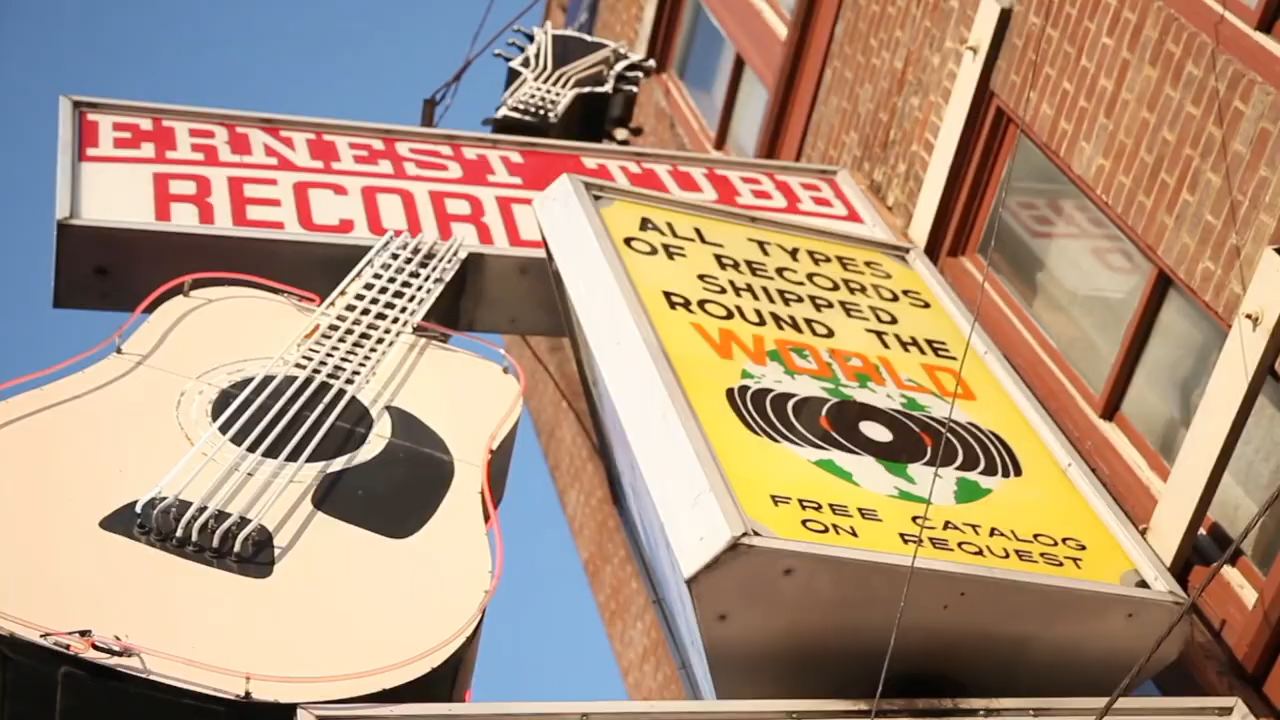 ERNEST TUBB
RECORD
ALL TYPES
OF RECORDS
SHIPPED
ROUND THE
WORLD
FREE CATALOG
ON REQUEST